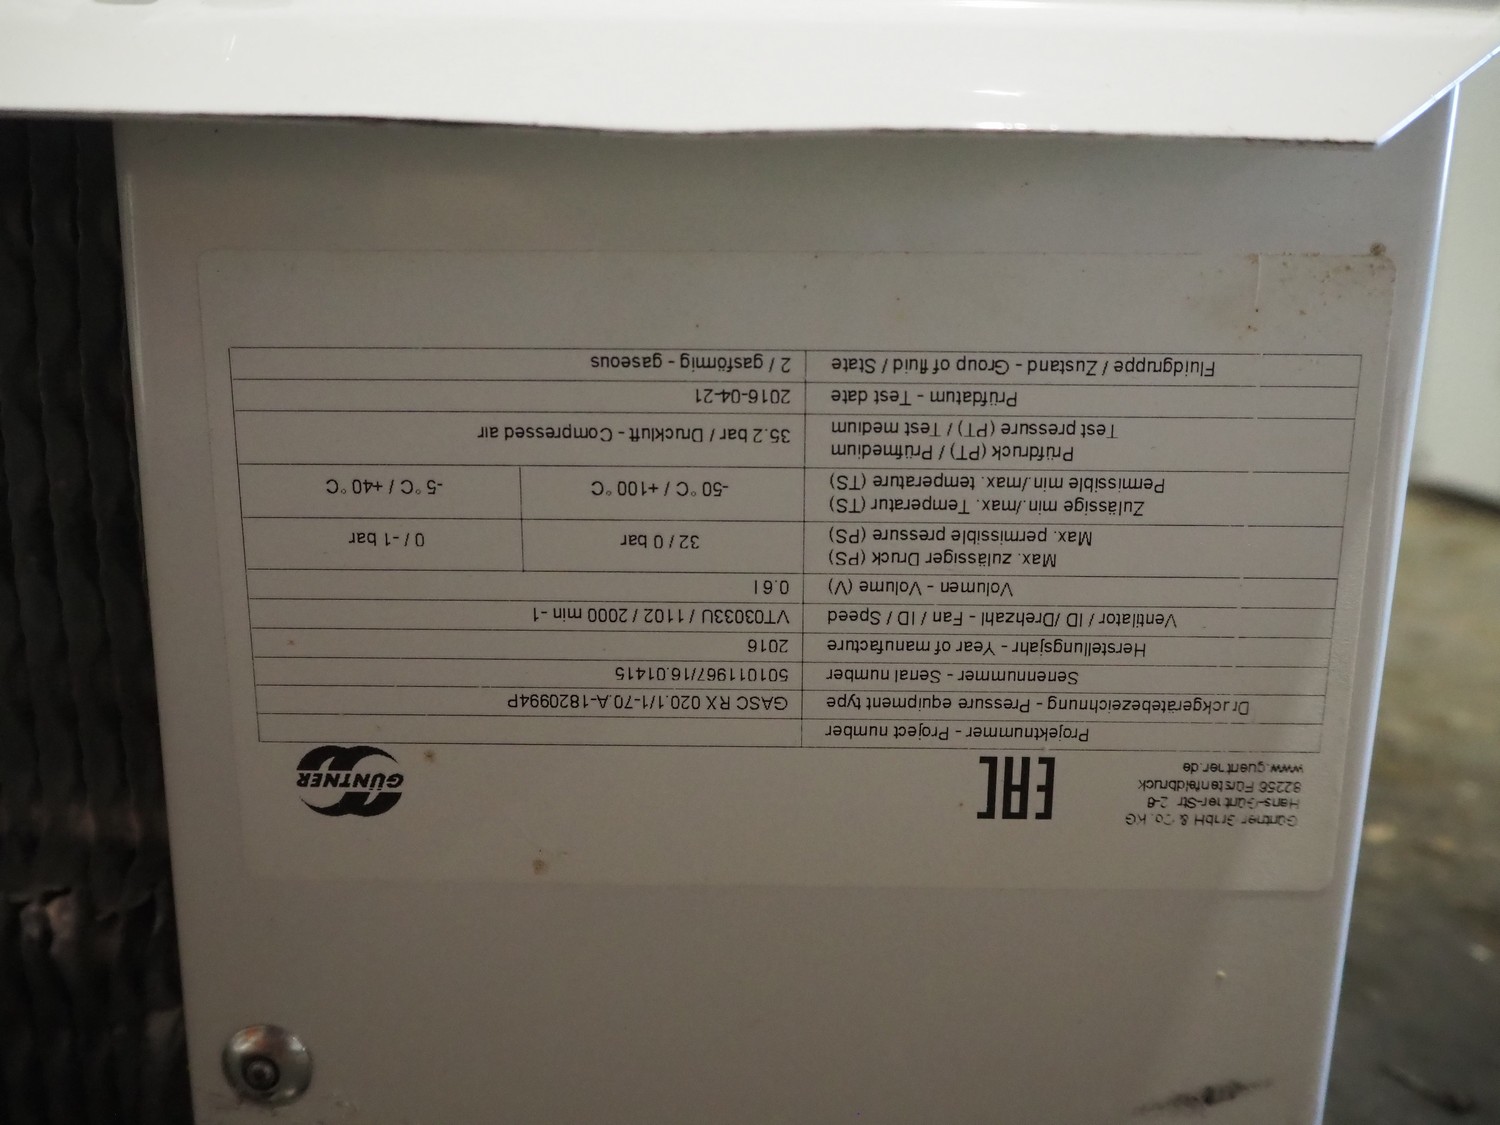 Güntner GmbH & Co. KG
Hans-Güntner-Str. 2-6
82256 Fürstenfeldbruck
www.guentner.de
EAC
GÜNTNER
Projektnummer - Project number
Druckgerätebezeichnung - Pressure equipment type GASC RX 020.1/1-70.A-1820994P
Seriennummer - Serial number 501011967/16.01415
Herstellungsjahr - Year of manufacture 2016
Ventilator / ID /Drehzahl - Fan / ID / Speed VT03033U / 1102 / 2000 min -1
Volumen - Volume (V) 0.6 l
Max. zulässiger Druck (PS)
Max. permissible pressure (PS) 32 / 0 bar 0 / -1 bar
Zulässige min./max. Temperatur (TS)
Permissible min./max. temperature (TS) -50 °C / +100 °C -5 °C / +40 °C
Prüfdruck (PT) / Prüfmedium
Test pressure (PT) / Test medium 35.2 bar / Druckluft - Compressed air
Prüfdatum - Test date 2016-04-21
Fluidgruppe / Zustand - Group of fluid / State 2 / gasförmig - gaseous